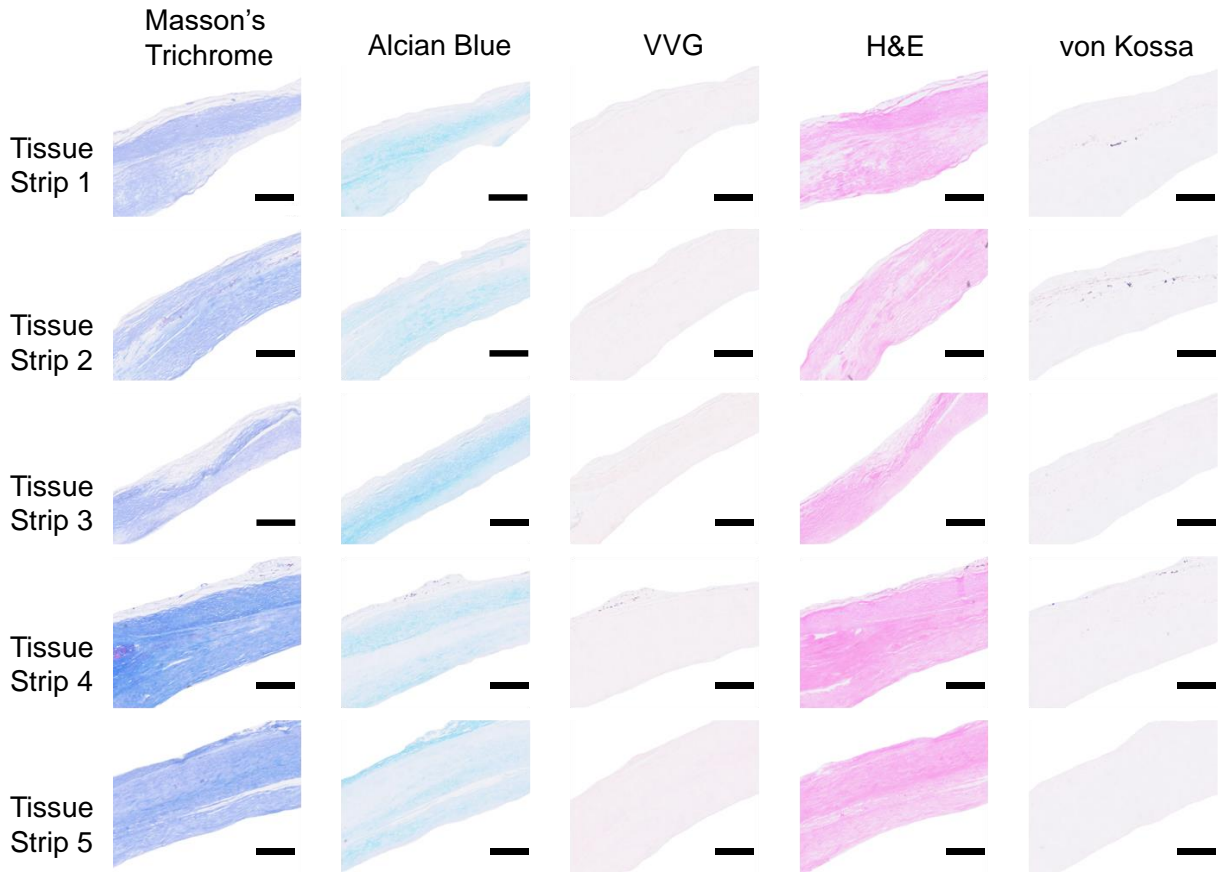 Masson's
Trichrome
Alcian Blue
VVG
H&E
von Kossa
Tissue
Strip 1
Tissue
Strip 2
Tissue
Strip 3
Tissue
Strip 4
Tissue
Strip 5